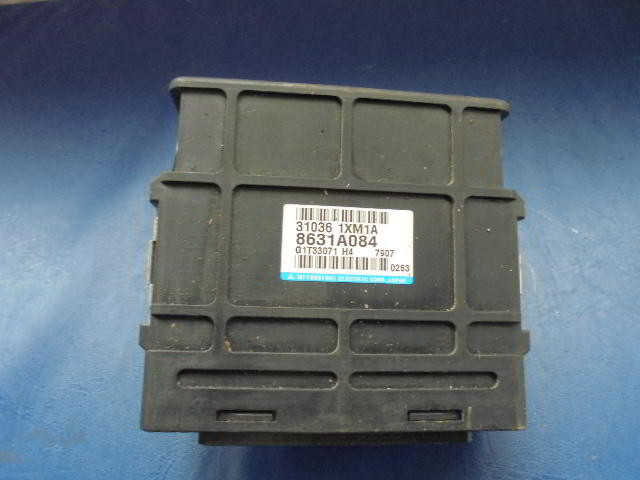 31036 1XM1A
8631A084
G1T33071 H4 7907
0263
MITSUBISHI ELECTRIC CORP. JAPAN